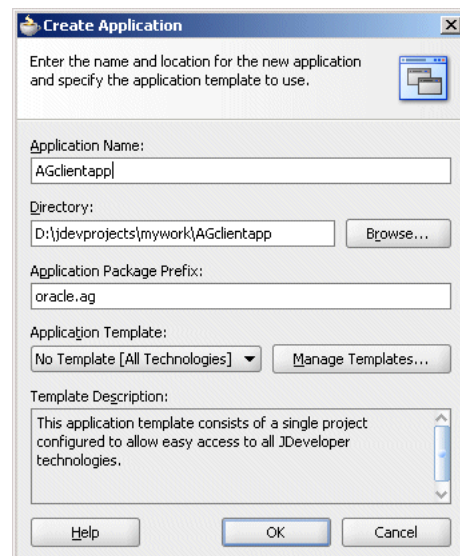 Create Application
Enter the name and location for the new application
and specify the application template to use.
Application Name:
AGclientapp
Directory:
D:\jdevprojects\mywork\AGclientapp
Browse...
Application Package Prefix:
oracle.ag
Application Template:
No Template [All Technologies]
Manage Templates...
Template Description:
This application template consists of a single project
configured to allow easy access to all JDeveloper
technologies.
Help
OK
Cancel